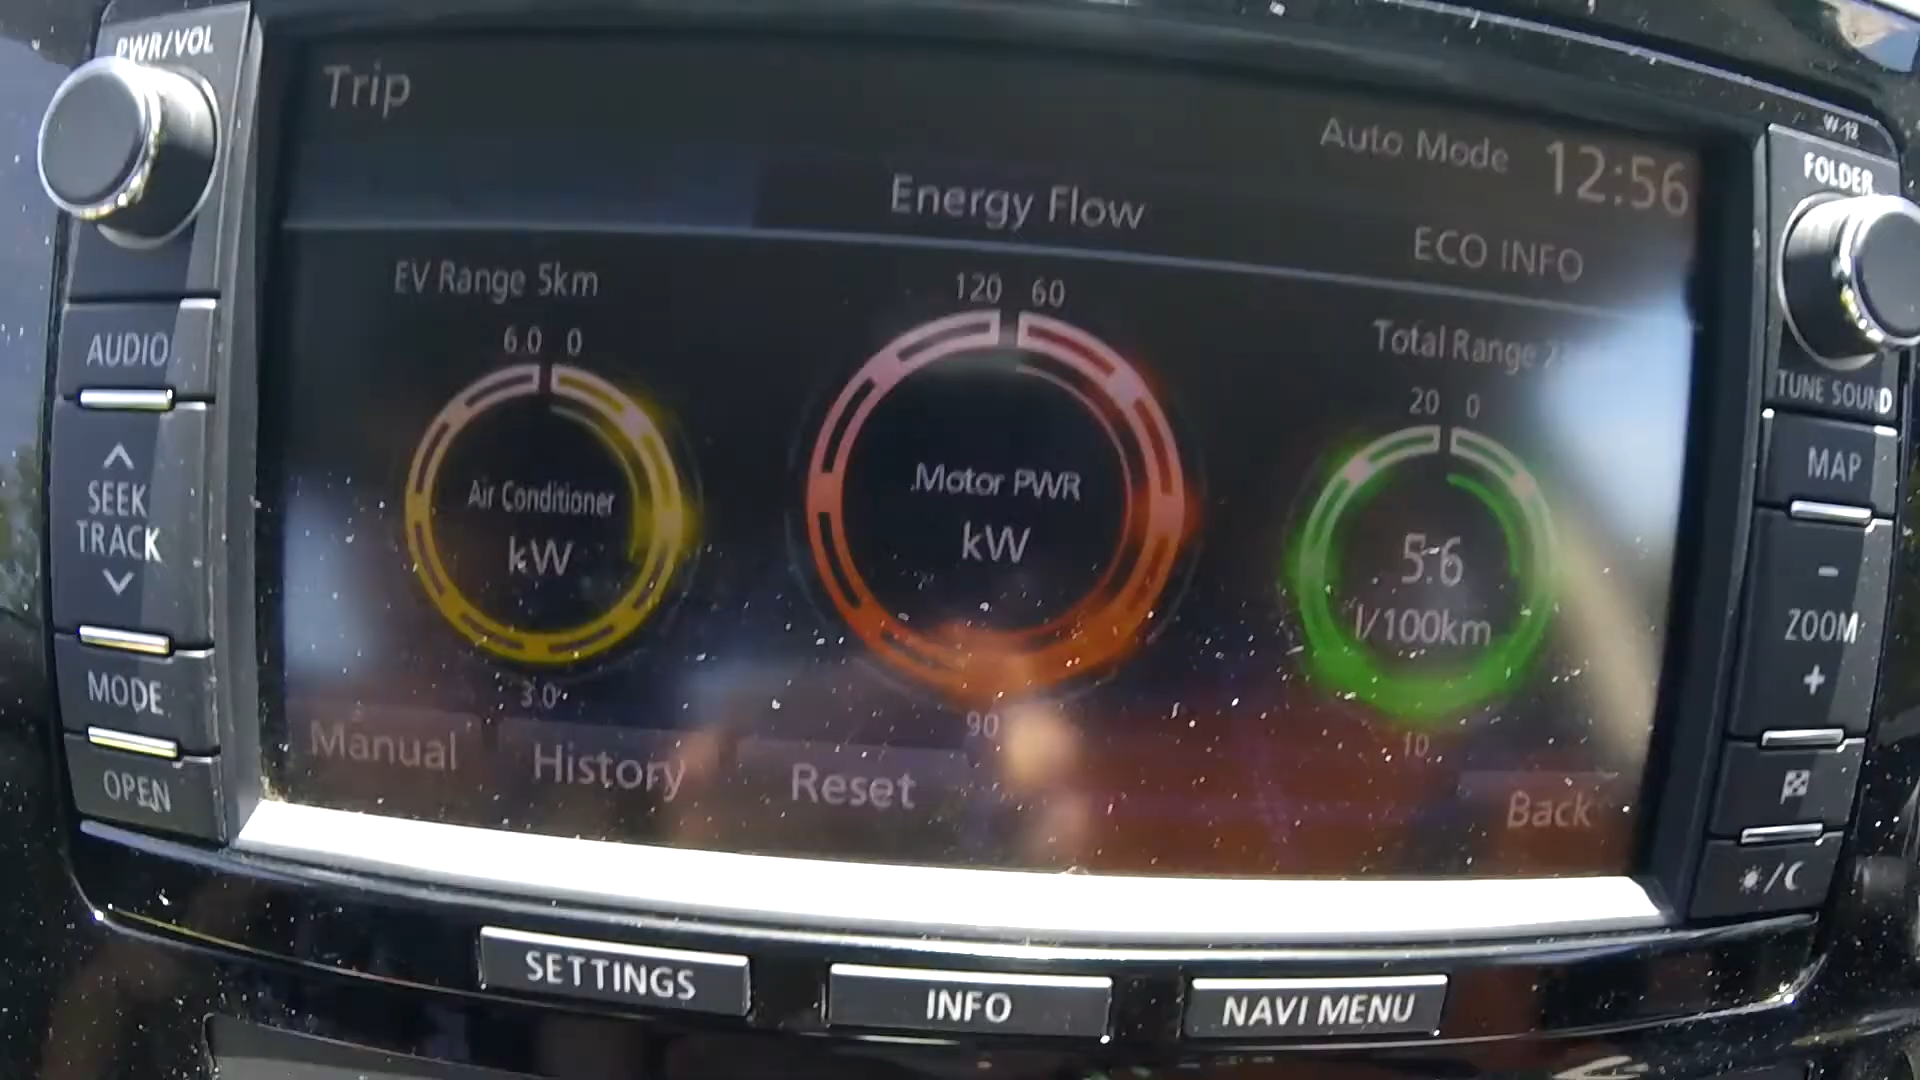 PWR/VOL
Trip
Auto Mode 12:56
W-12
FOLDER
Energy Flow
ECO INFO
EV Range 5km
120 60
Total Range
6.0 0
20 0
TUNE SOUND
AUDIO
MAP
SEEK
TRACK
Air Conditioner
kW
Motor PWR
kW
5.6
l/100km
-
ZOOM
+
3.0
90
10
MODE
OPEN
Manual
History
Reset
Back
SETTINGS
INFO
NAVI MENU